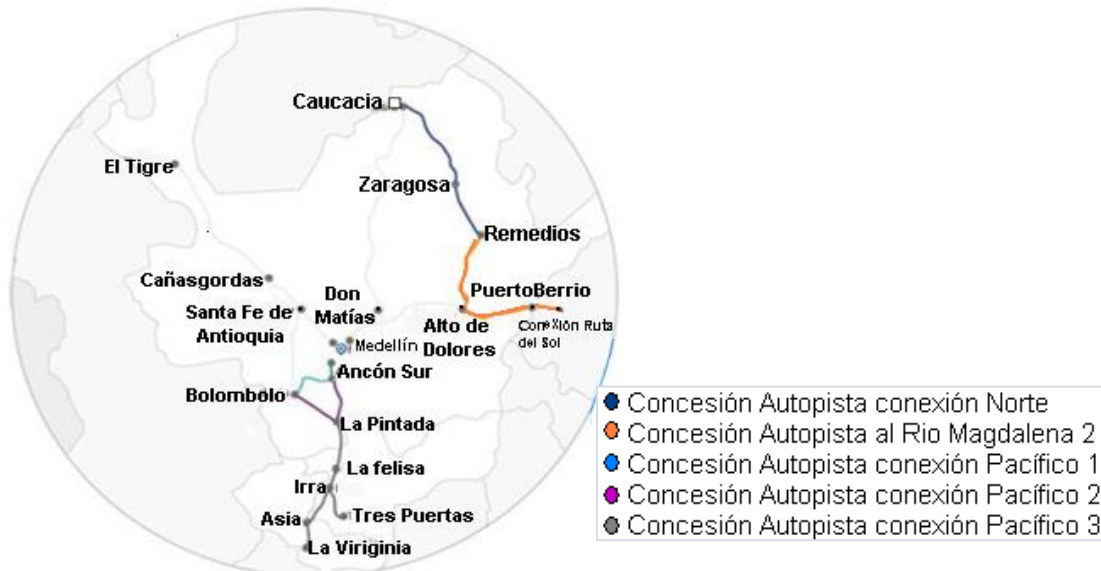 Caucacia
El Tigre
Zaragosa
Remedios
Cañasgordas
PuertoBerrio
Santa Fe de
Antioquia
Don
Matías
Alto de
Dolores
Conexión Ruta
del Sol
Medellín
Ancón Sur
Bolombolo
La Pintada
La felisa
Irra
Asia
Tres Puertas
La Viriginia
Concesión Autopista conexión Norte
Concesión Autopista al Rio Magdalena 2
Concesión Autopista conexión Pacífico 1
Concesión Autopista conexión Pacífico 2
Concesión Autopista conexión Pacífico 3